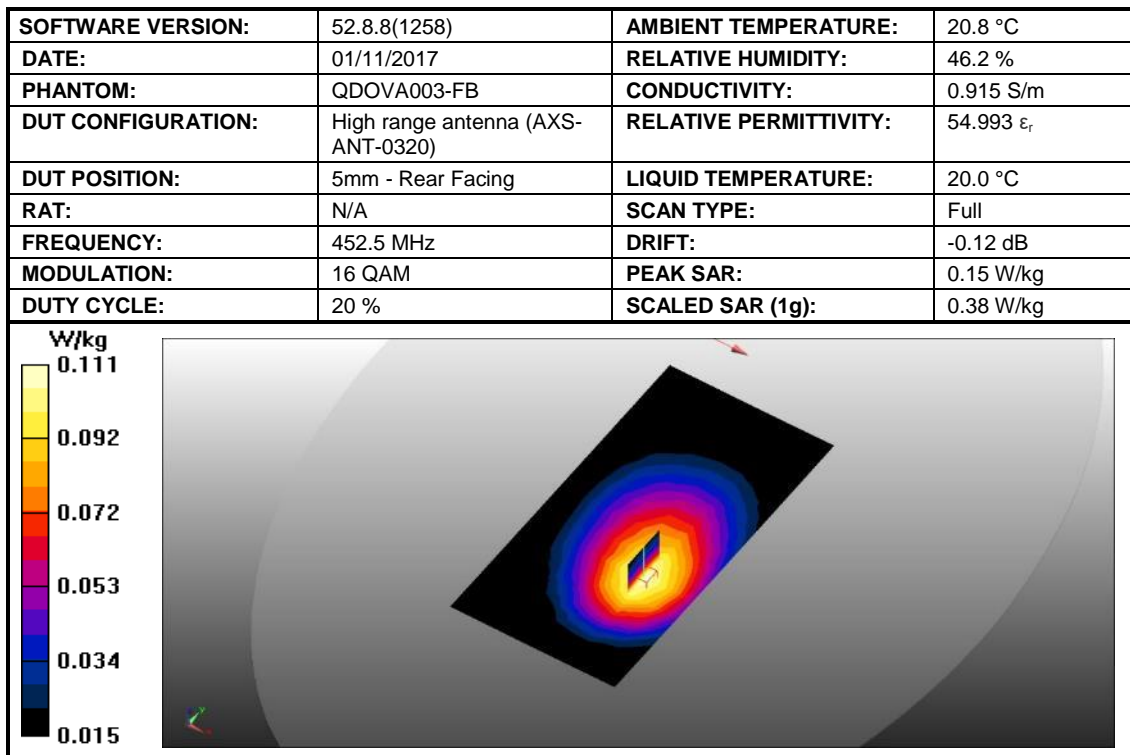 SOFTWARE VERSION: 52.8.8(1258) AMBIENT TEMPERATURE: 20.8 °C
DATE: 01/11/2017 RELATIVE HUMIDITY: 46.2 %
PHANTOM: QDOVA003-FB CONDUCTIVITY: 0.915 S/m
DUT CONFIGURATION: High range antenna (AXS- RELATIVE PERMITTIVITY: 54.993 εr
ANT-0320)
DUT POSITION: 5mm - Rear Facing LIQUID TEMPERATURE: 20.0 °C
RAT: N/A SCAN TYPE: Full
FREQUENCY: 452.5 MHz DRIFT: -0.12 dB
MODULATION: 16 QAM PEAK SAR: 0.15 W/kg
DUTY CYCLE: 20 % SCALED SAR (1g): 0.38 W/kg
W/kg
0.111
0.092
0.072
0.053
0.034
0.015